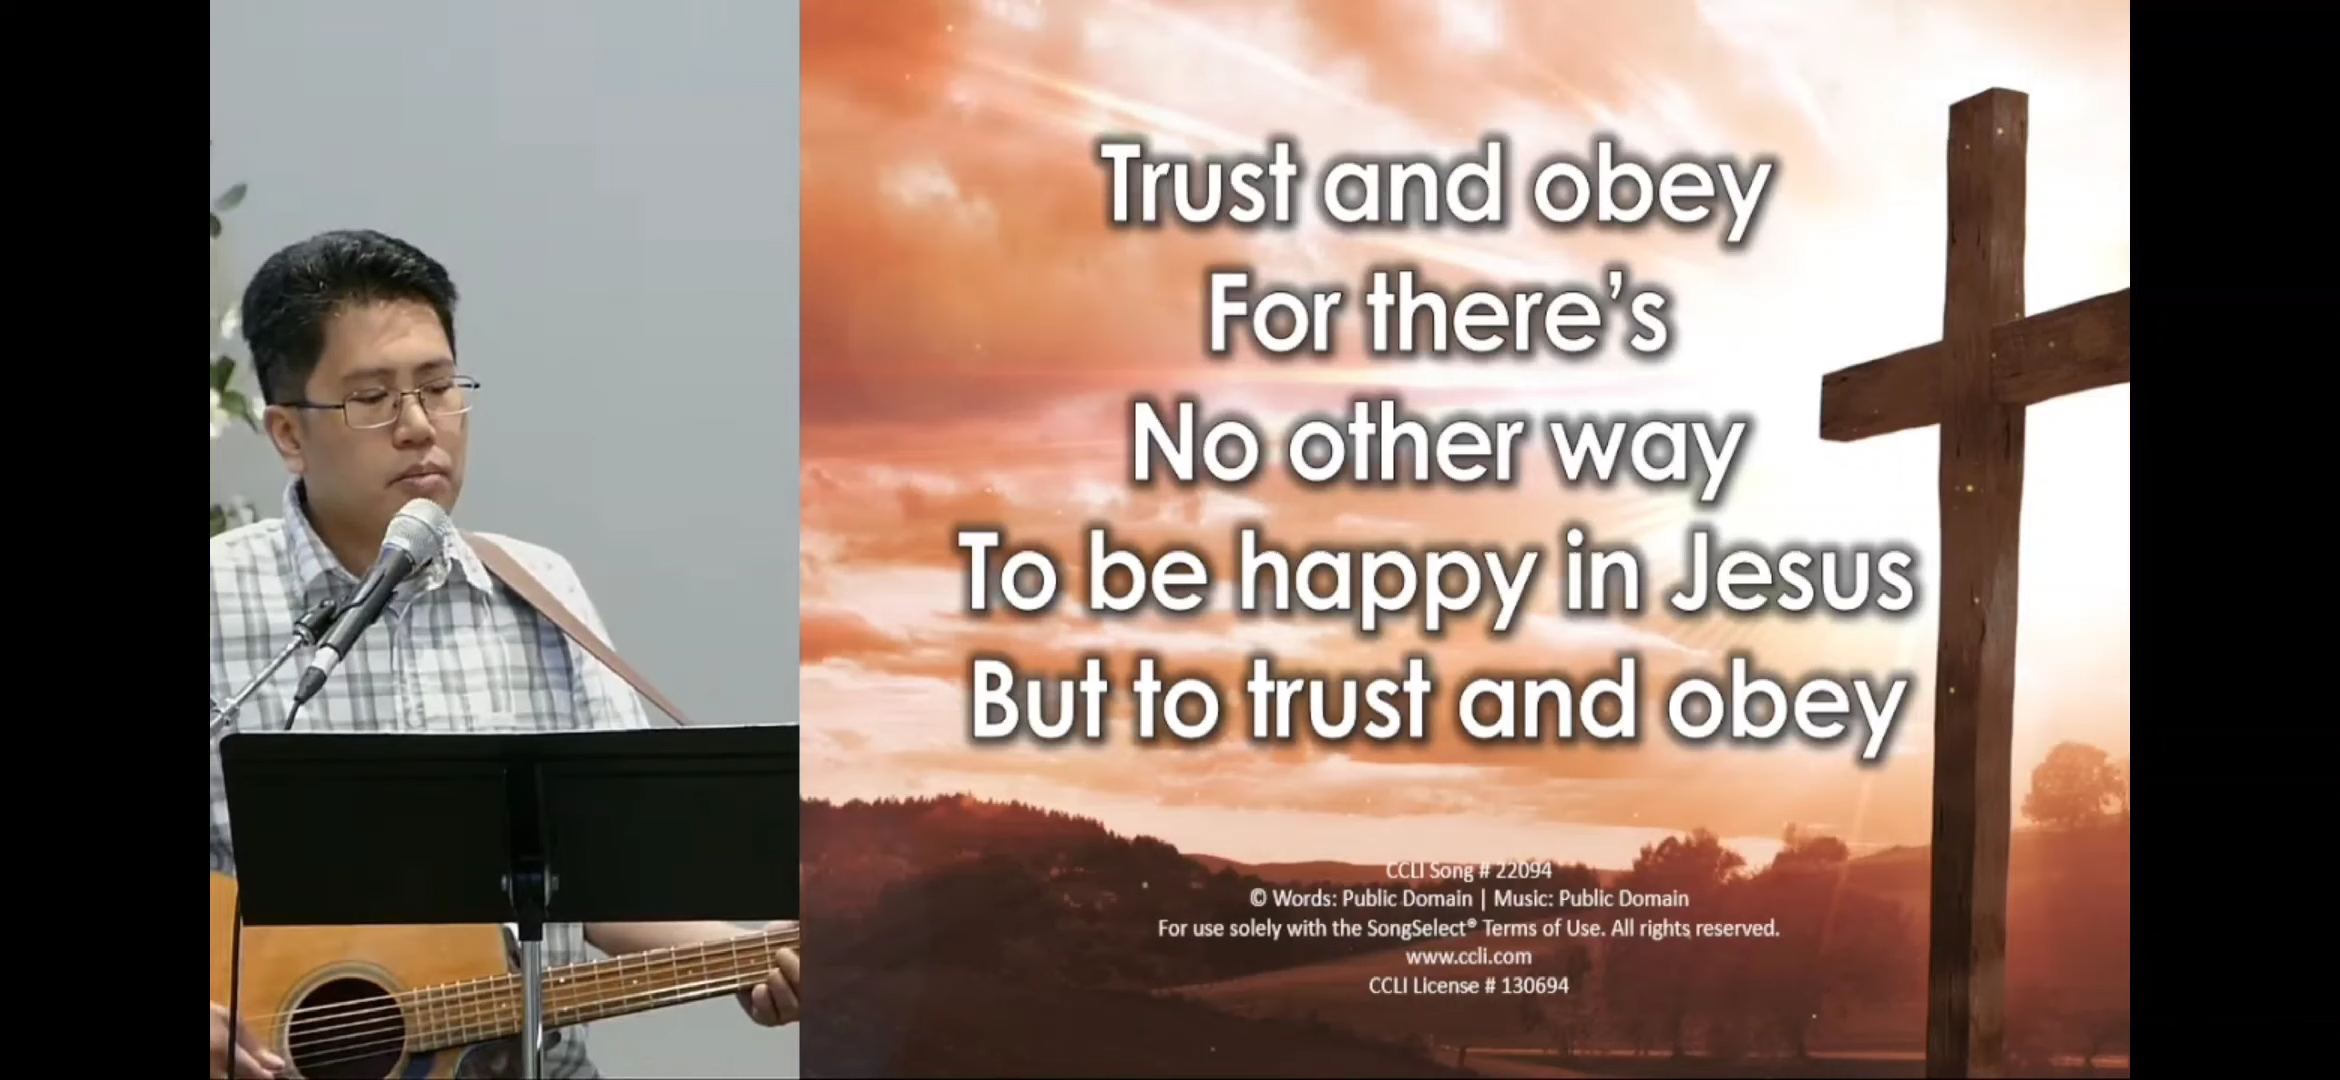 Trust and obey
For there’s
No other way
To be happy in Jesus
But to trust and obey
CCLI Song # 22094
© Words: Public Domain | Music: Public Domain
For use solely with the SongSelect® Terms of Use. All rights reserved.
www.ccli.com
CCLI License # 130694